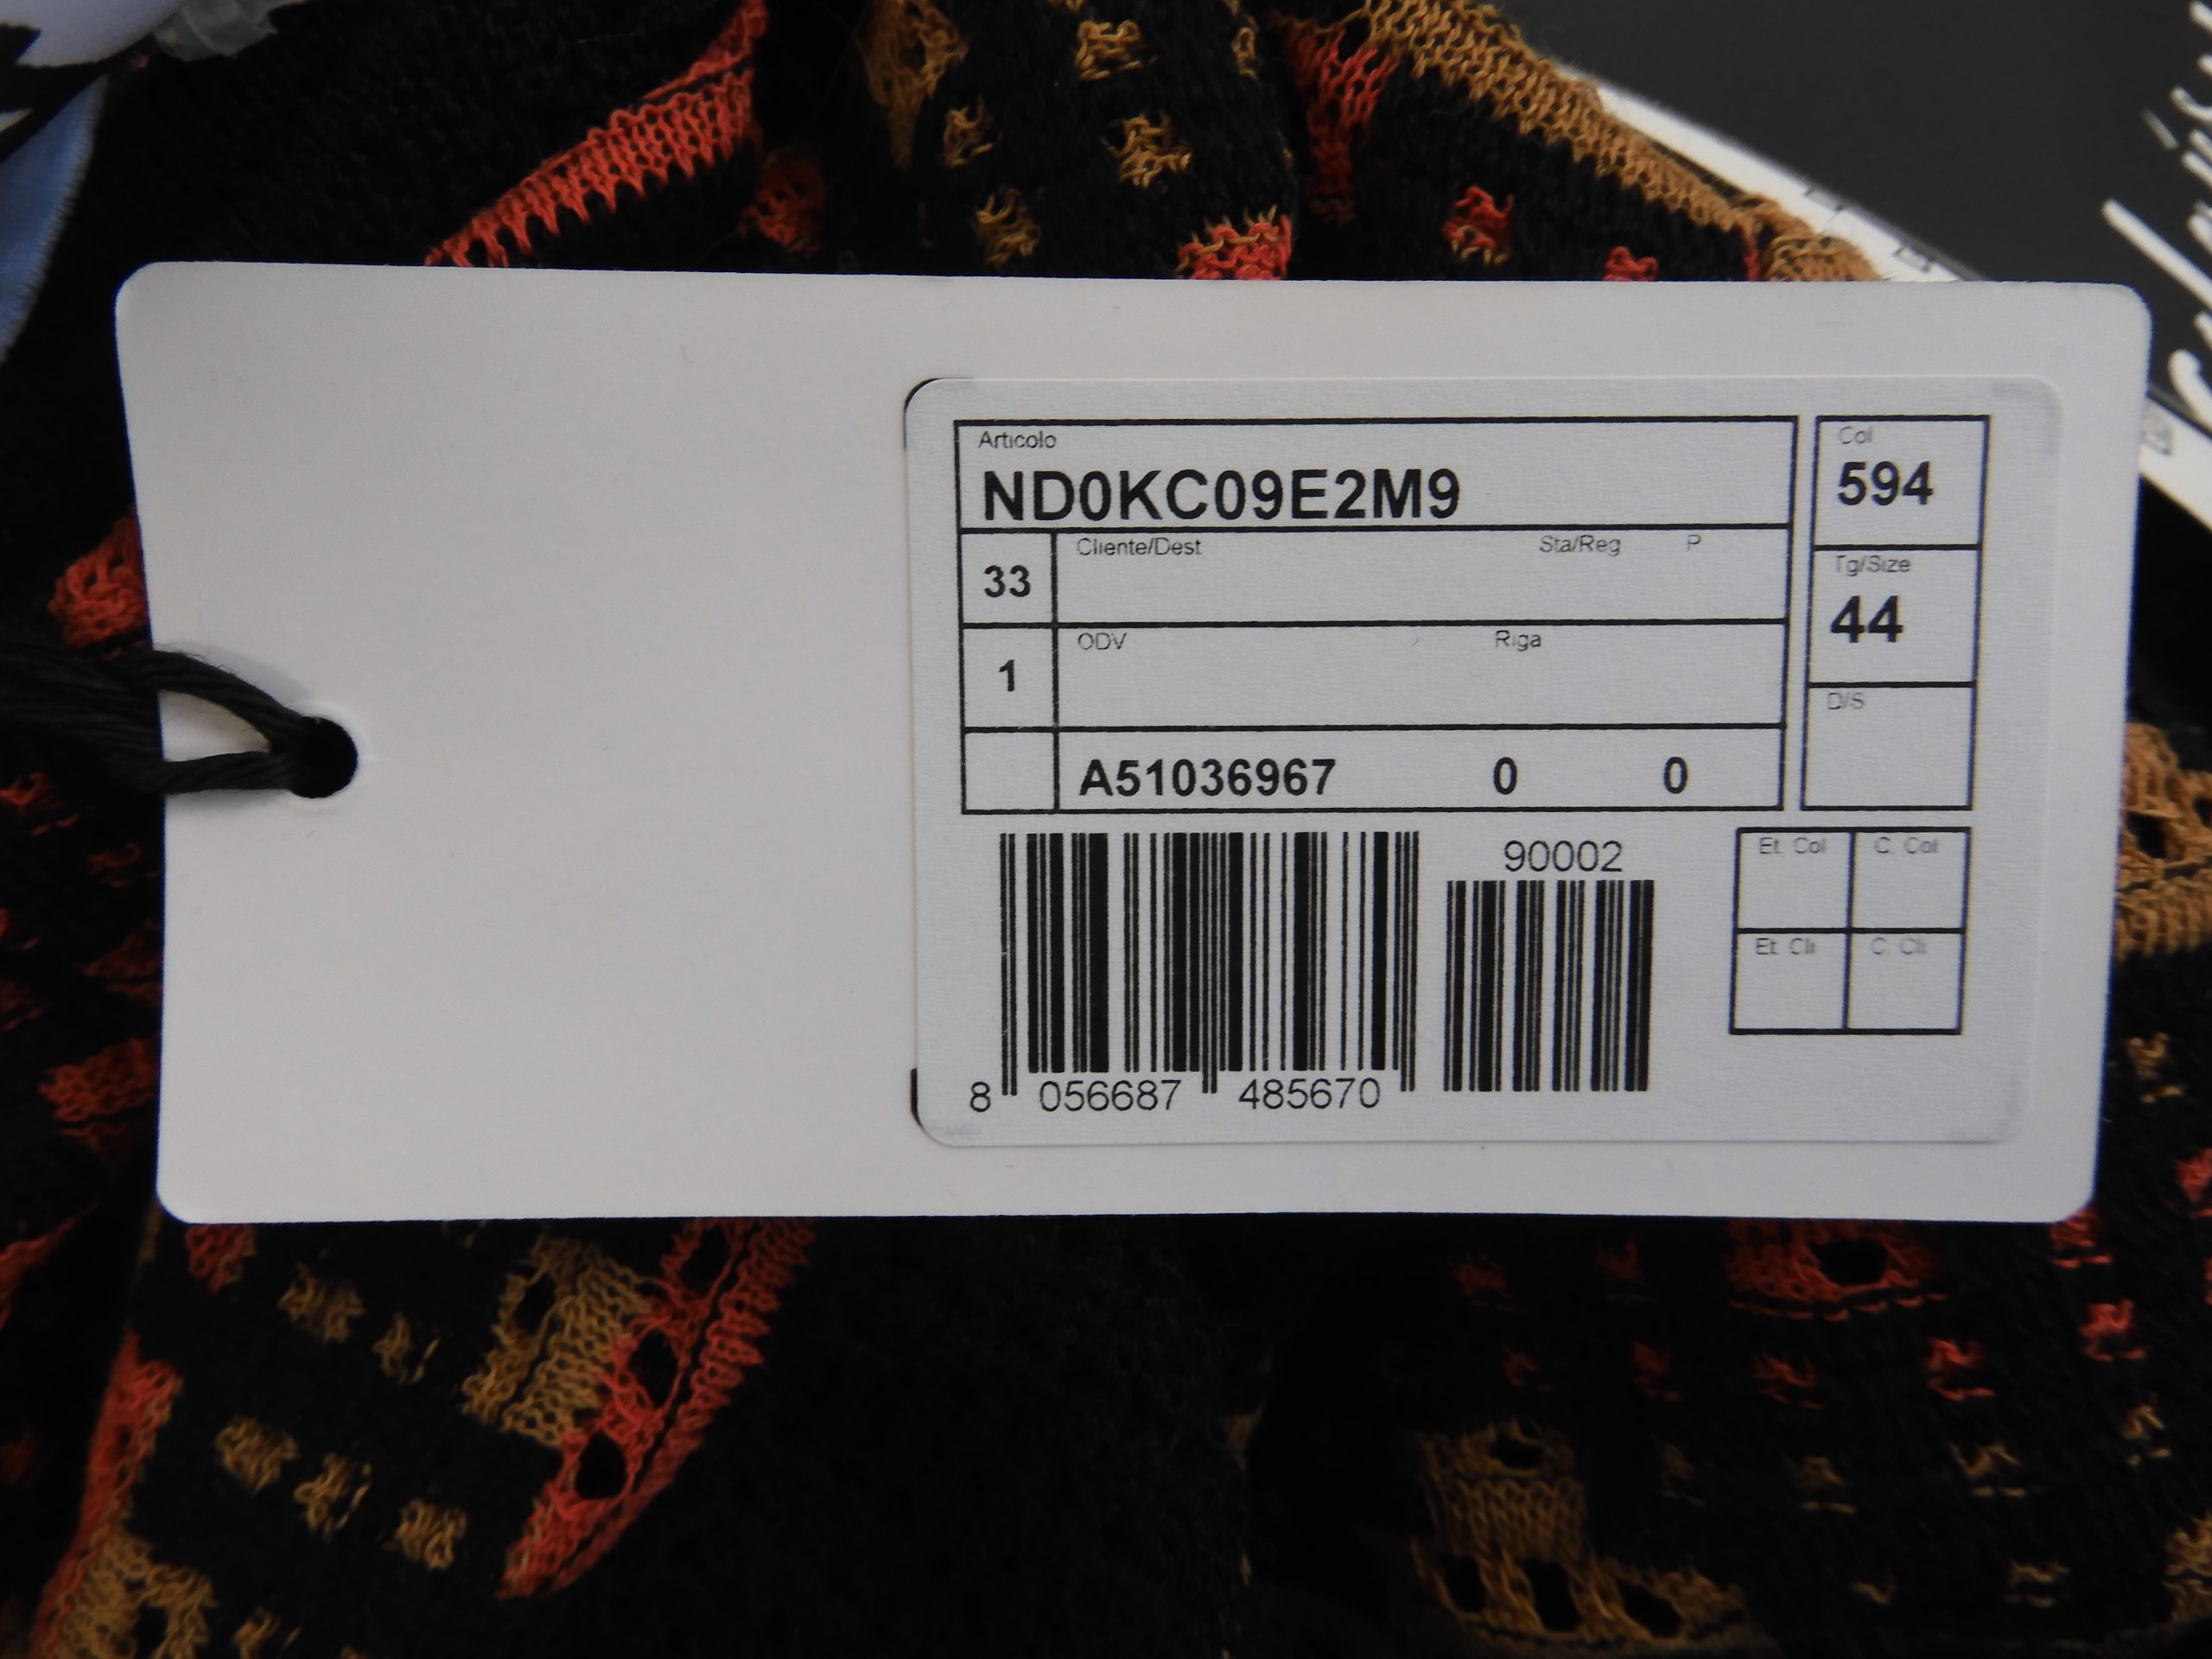 Articolo
ND0KC09E2M9
Col
594
33
Cliente/Dest Sta/Reg P
Tg/Size
44
1
ODV Riga
D/S
A51036967 0 0
90002
Et. Col C. Col
Et. Cli C. Cli
8 056687 485670